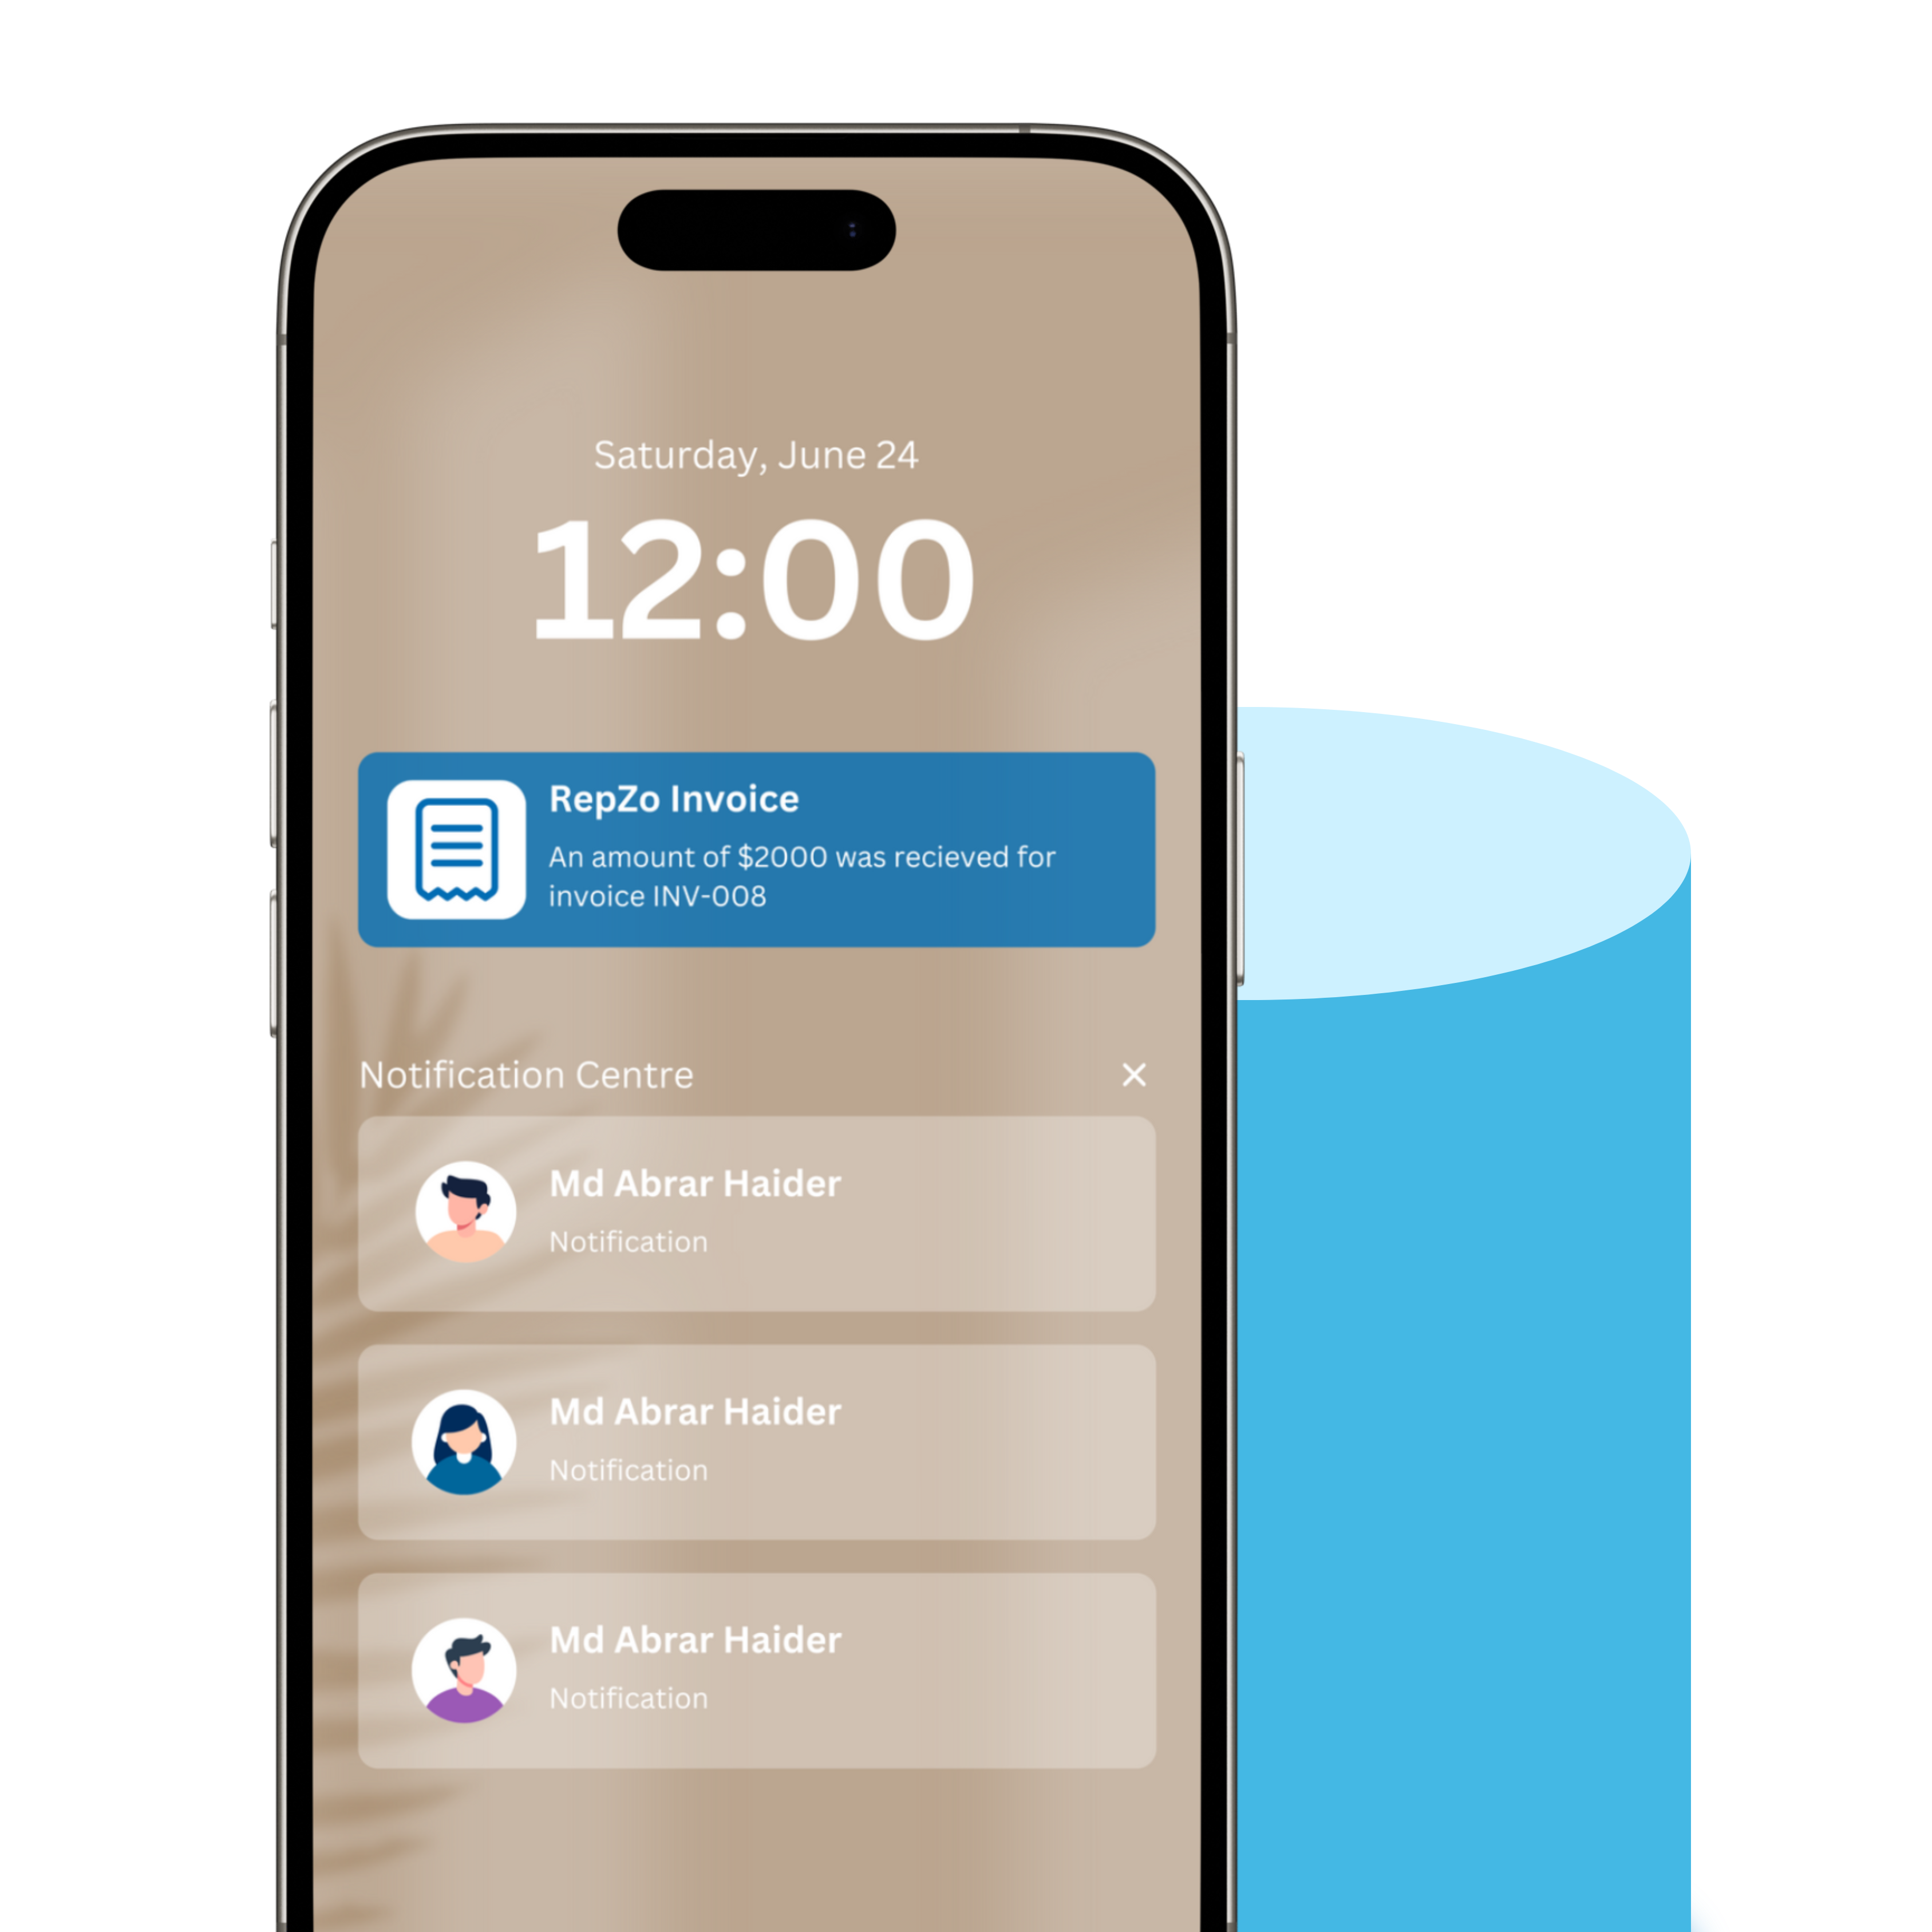 Saturday, June 24
12:00
RepZo Invoice
An amount of $2000 was recieved for
invoice INV-008
Notification Centre
Md Abrar Haider
Notification
Md Abrar Haider
Notification
Md Abrar Haider
Notification